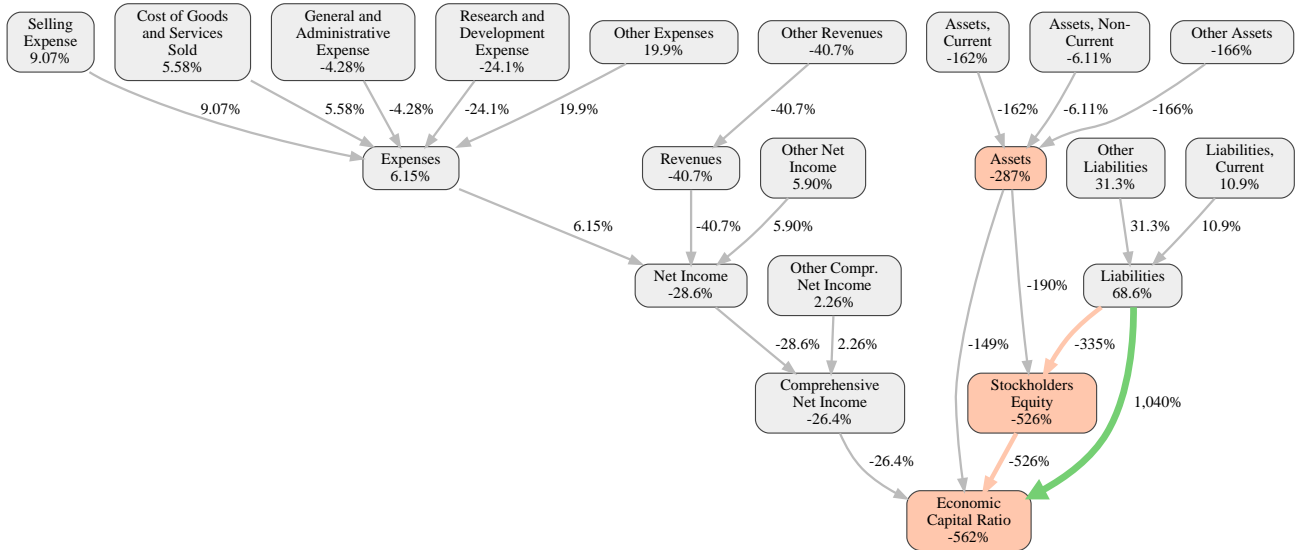 Selling
Expense
9.07%
Cost of Goods
and Services
Sold
5.58%
General and
Administrative
Expense
-4.28%
Research and
Development
Expense
-24.1%
Other Expenses
19.9%
Other Revenues
-40.7%
Assets,
Current
-162%
Assets, Non-
Current
-6.11%
Other Assets
-166%
9.07%
5.58%
-4.28%
-24.1%
19.9%
-40.7%
-162%
-6.11%
-166%
Expenses
6.15%
Revenues
-40.7%
Other Net
Income
5.90%
Assets
-287%
Other
Liabilities
31.3%
Liabilities,
Current
10.9%
6.15%
-40.7%
5.90%
31.3%
10.9%
Net Income
-28.6%
Other Compr.
Net Income
2.26%
-190%
Liabilities
68.6%
-28.6%
2.26%
-149%
-335%
Comprehensive
Net Income
-26.4%
Stockholders
Equity
-526%
1,040%
-26.4%
-526%
Economic
Capital Ratio
-562%